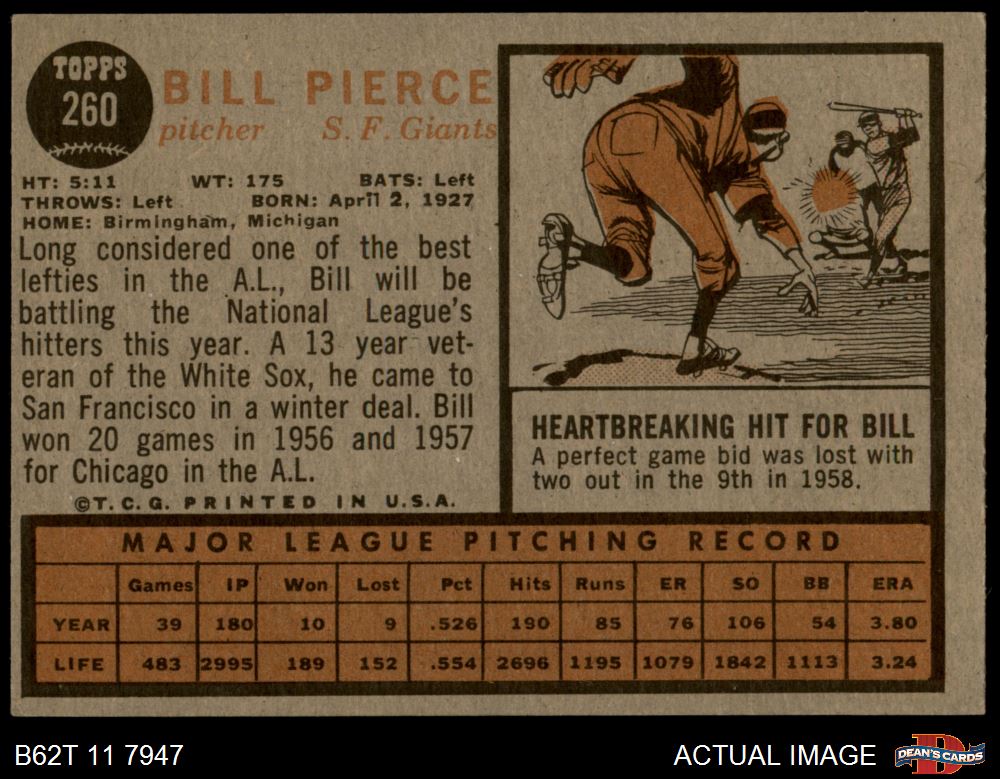 TOPPS
260
BILL PIERCE
pitcher S. F. Giants
HT: 5:11 WT: 175 BATS: Left
THROWS: Left BORN: April 2, 1927
HOME: Birmingham, Michigan
Long considered one of the best
lefties in the A.L., Bill will be
battling the National League's
hitters this year. A 13 year vet-
eran of the White Sox, he came to
San Francisco in a winter deal. Bill
won 20 games in 1956 and 1957
for Chicago in the A.L.
©T.C.G. PRINTED IN U.S.A.
HEARTBREAKING HIT FOR BILL
A perfect game bid was lost with
two out in the 9th in 1958.
MAJOR LEAGUE PITCHING RECORD
Games IP Won Lost Pct Hits Runs ER SO BB ERA
YEAR 39 180 10 9 .526 190 85 76 106 54 3.80
LIFE 483 2995 189 152 .554 2696 1195 1079 1842 1113 3.24
B62T 11 7947 ACTUAL IMAGE DEAN'S CARDS